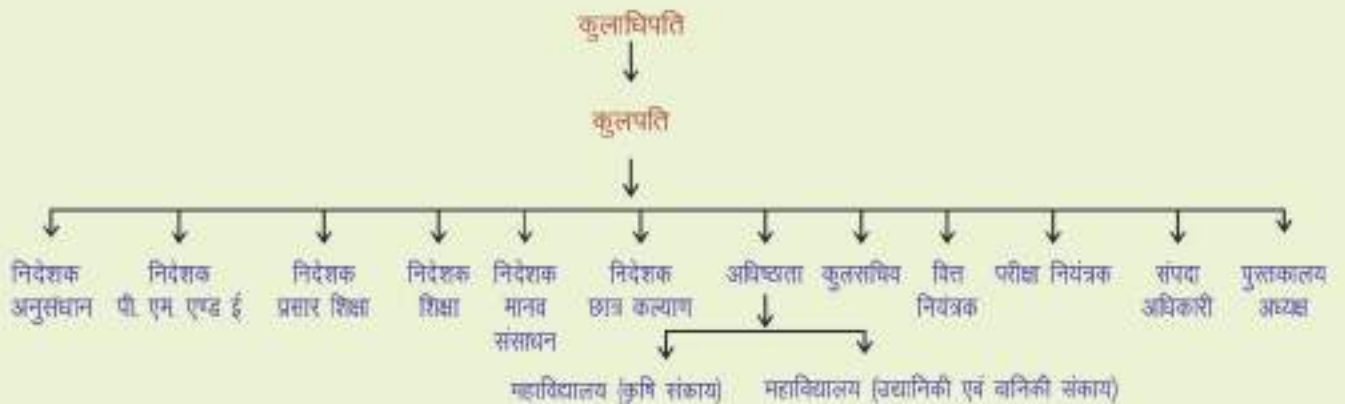 कुलाधिपति
कुलपति
निदेशक
अनुसंधान
निदेशक
पी. एम. एण्ड ई
निदेशक
प्रसार शिक्षा
निदेशक
शिक्षा
निदेशक
मानव
संसाधन
निदेशक
छात्र कल्याण
अधिष्ठाता
कुलसचिव
वित्त
नियंत्रक
परीक्षा नियंत्रक
संपदा
अधिकारी
पुस्तकालय
अध्यक्ष
महाविद्यालय (कृषि संकाय)
महाविद्यालय (उद्यानिकी एवं वानिकी संकाय)